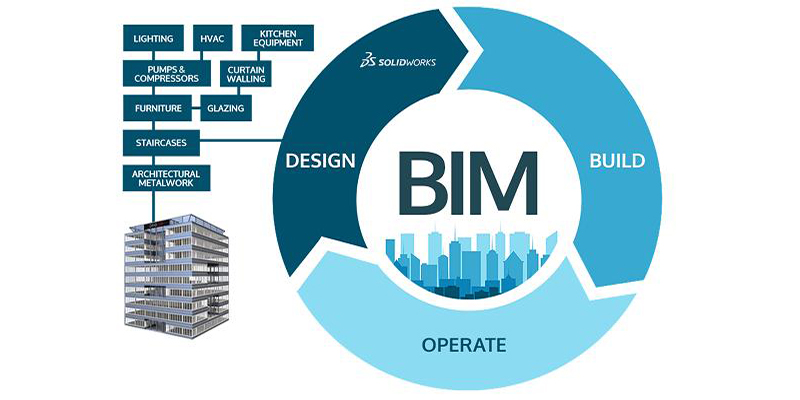 LIGHTING
HVAC
KITCHEN
EQUIPMENT
PUMPS &
COMPRESSORS
CURTAIN
WALLING
FURNITURE
GLAZING
STAIRCASES
ARCHITECTURAL
METALWORK
SOLIDWORKS
DESIGN
BIM
BUILD
OPERATE